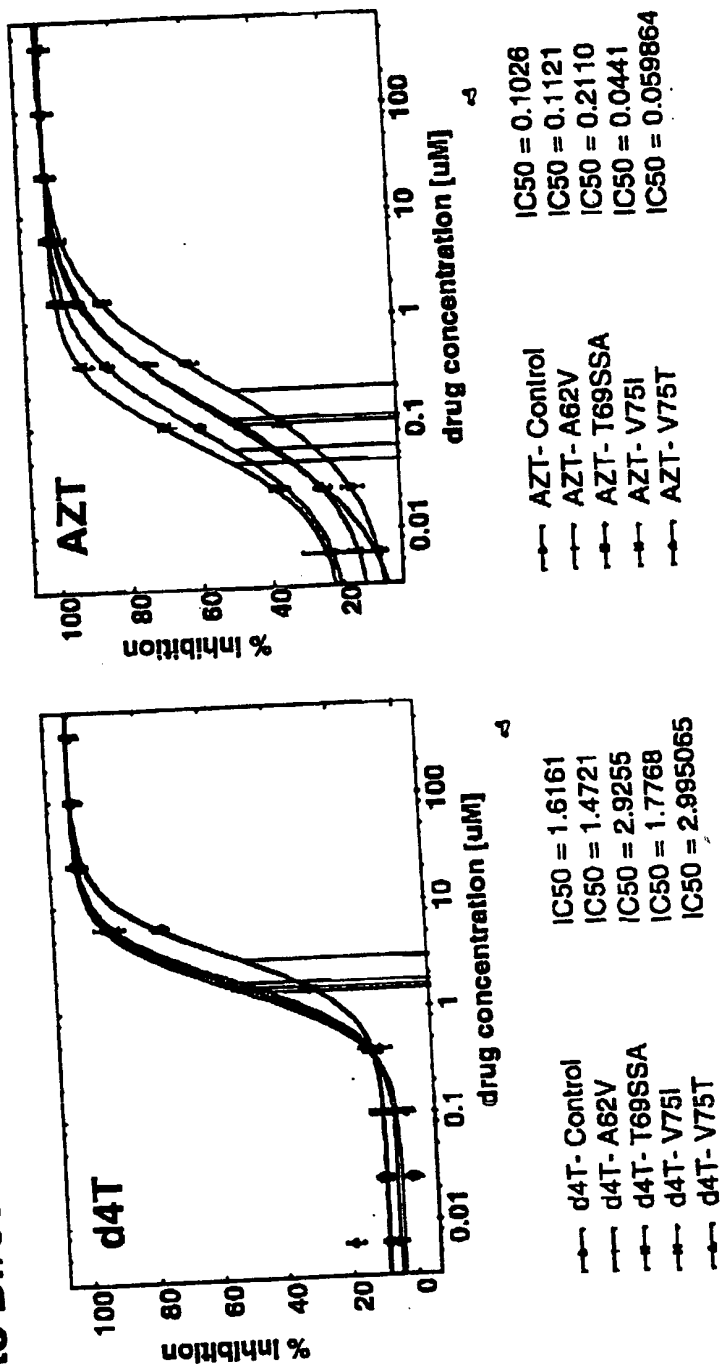 d4T
% inhibition
100
80
60
40
20
0
0.01
0.1
1
10
100
drug concentration [uM]
d4T- Control IC50 = 1.6161
d4T- A62V IC50 = 1.4721
d4T- T69SSA IC50 = 2.9255
d4T- V75I IC50 = 1.7768
d4T- V75T IC50 = 2.995065
AZT
% inhibition
100
80
60
40
20
0.01
0.1
1
10
100
drug concentration [uM]
AZT- Control IC50 = 0.1026
AZT- A62V IC50 = 0.1121
AZT- T69SSA IC50 = 0.2110
AZT- V75I IC50 = 0.0441
AZT- V75T IC50 = 0.059864